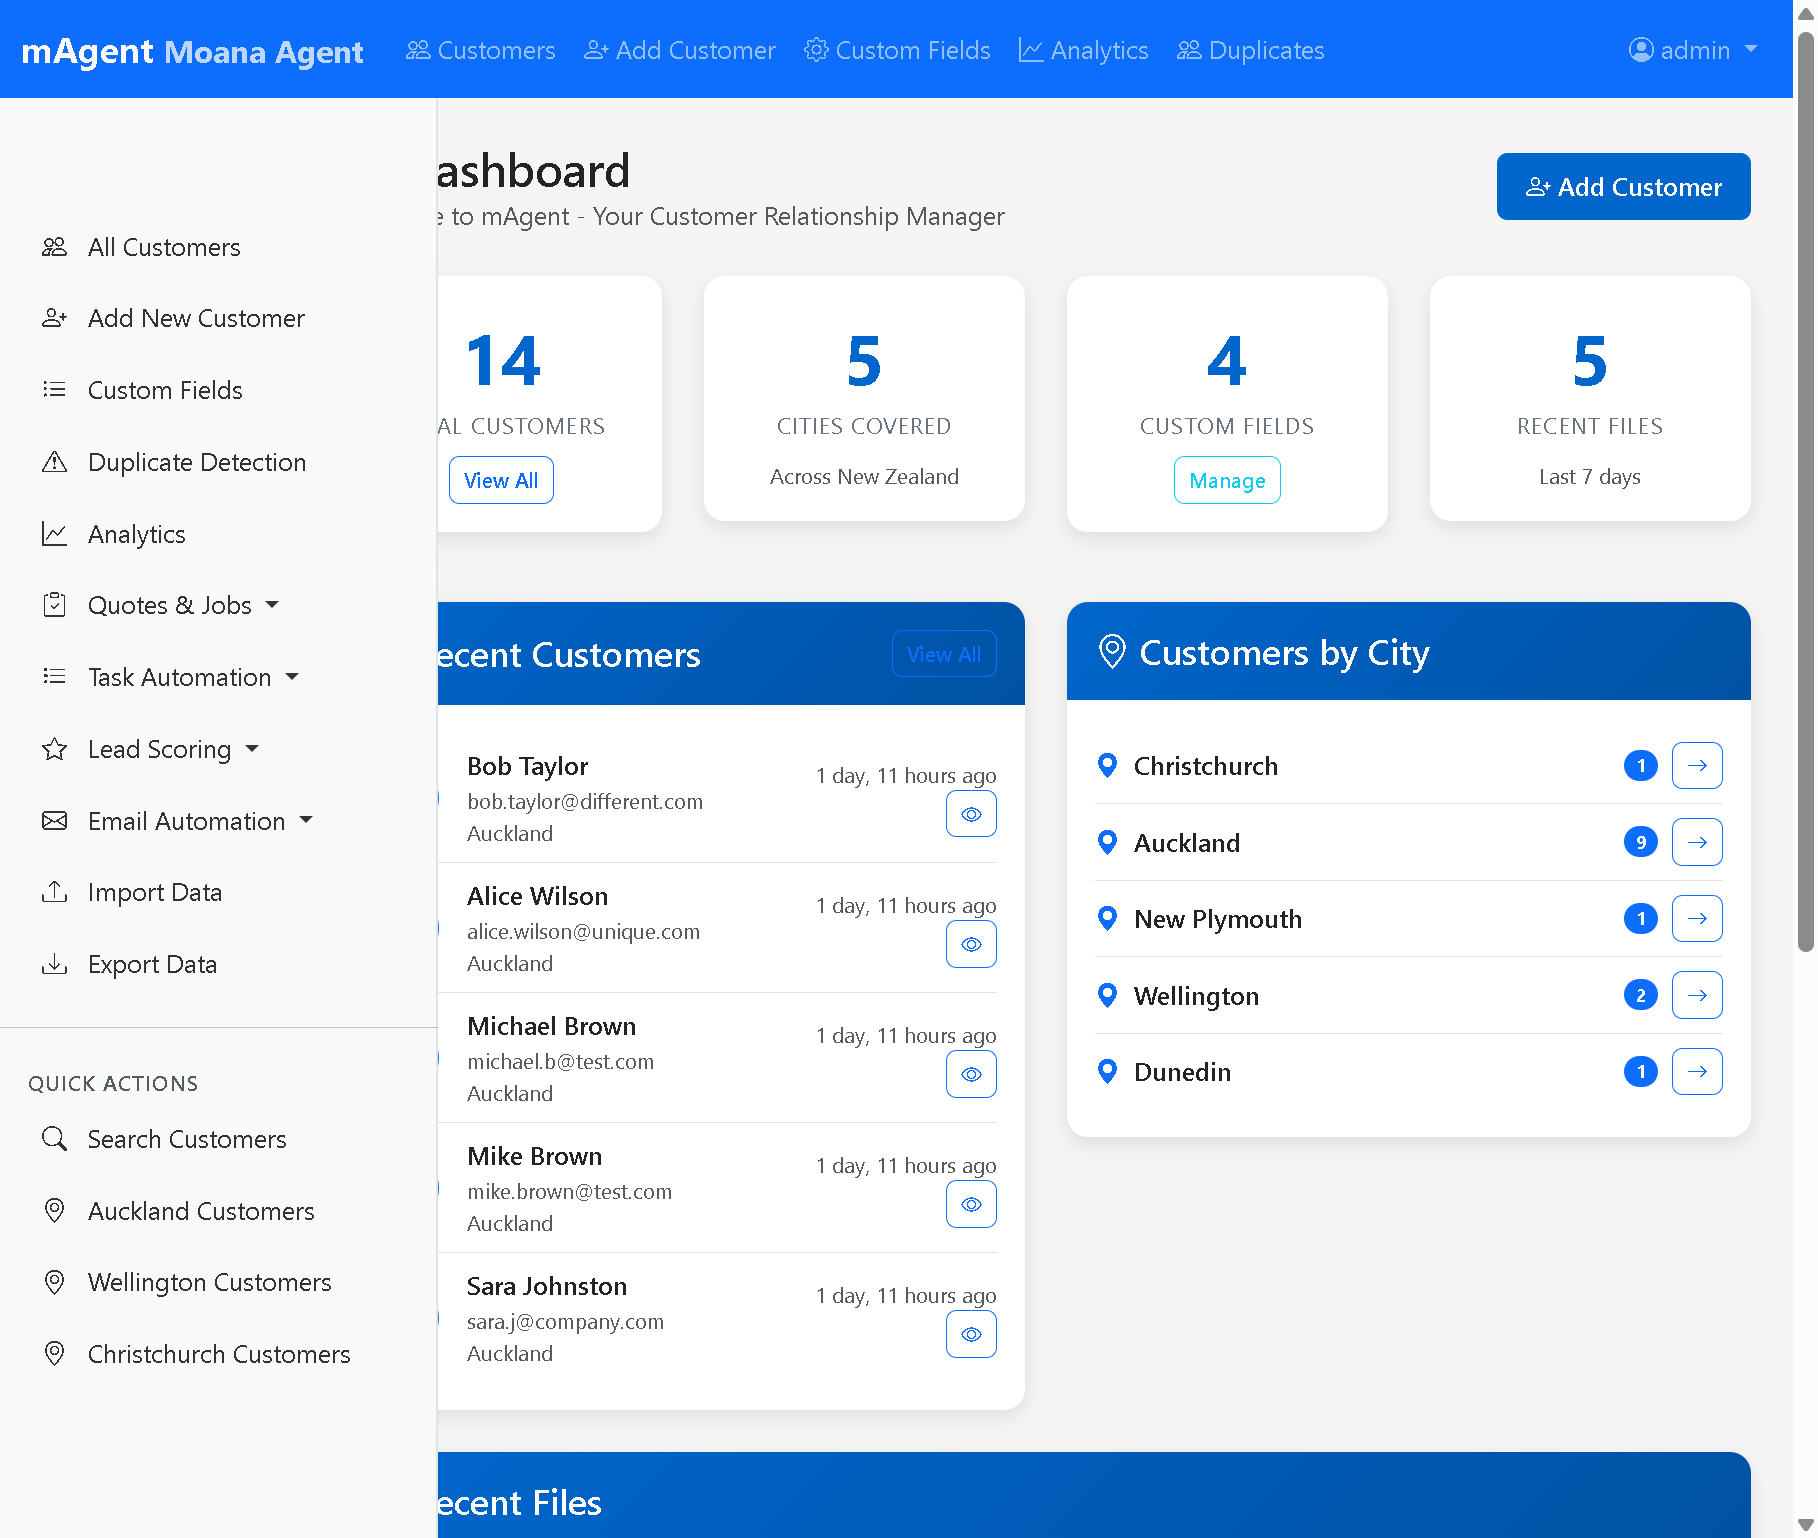 mAgent Moana Agent
Customers
Add Customer
Custom Fields
Analytics
Duplicates
admin
All Customers
Add New Customer
Custom Fields
Duplicate Detection
Analytics
Quotes & Jobs
Task Automation
Lead Scoring
Email Automation
Import Data
Export Data
QUICK ACTIONS
Search Customers
Auckland Customers
Wellington Customers
Christchurch Customers
ashboard
e to mAgent - Your Customer Relationship Manager
Add Customer
14
AL CUSTOMERS
View All
5
CITIES COVERED
Across New Zealand
4
CUSTOM FIELDS
Manage
5
RECENT FILES
Last 7 days
ecent Customers
View All
Bob Taylor
bob.taylor@different.com
Auckland
1 day, 11 hours ago
Alice Wilson
alice.wilson@unique.com
Auckland
1 day, 11 hours ago
Michael Brown
michael.b@test.com
Auckland
1 day, 11 hours ago
Mike Brown
mike.brown@test.com
Auckland
1 day, 11 hours ago
Sara Johnston
sara.j@company.com
Auckland
1 day, 11 hours ago
Customers by City
Christchurch 1
Auckland 9
New Plymouth 1
Wellington 2
Dunedin 1
ecent Files